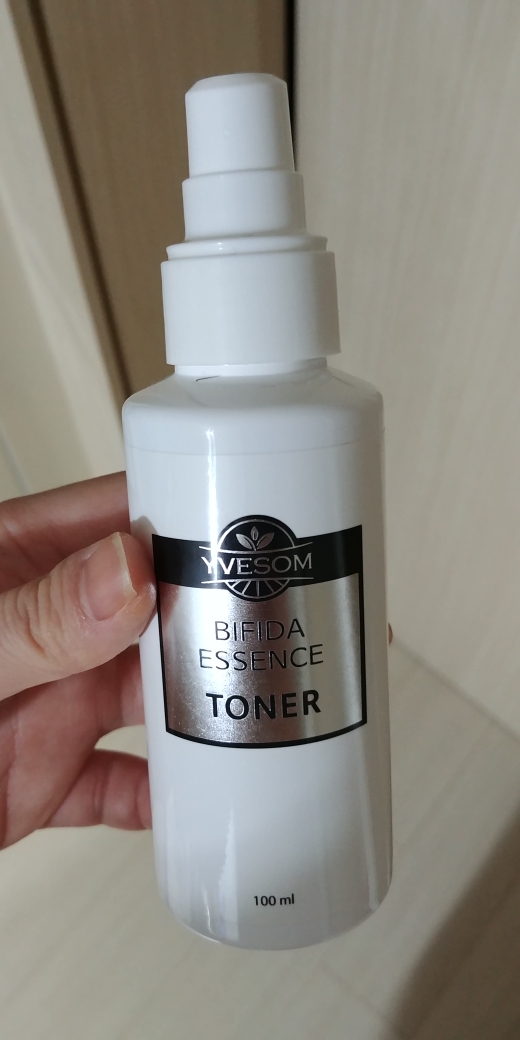 YVESOM
BIFIDA
ESSENCE
TONER
100 ml